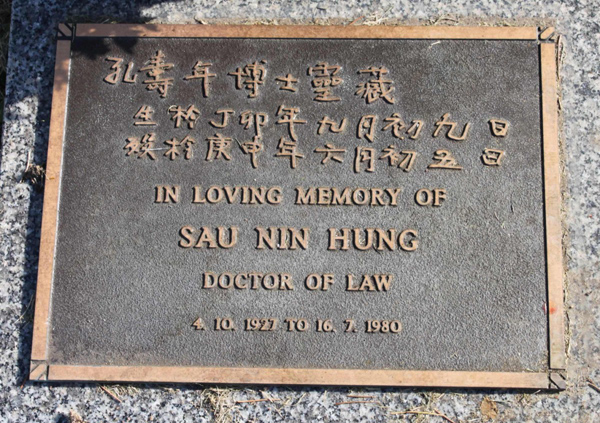 孔壽年博士靈藏
生於丁卯年九月初九日
終於庚申年六月初五日
IN LOVING MEMORY OF
SAU NIN HUNG
DOCTOR OF LAW
4. 10. 1927 TO 16. 7. 1980